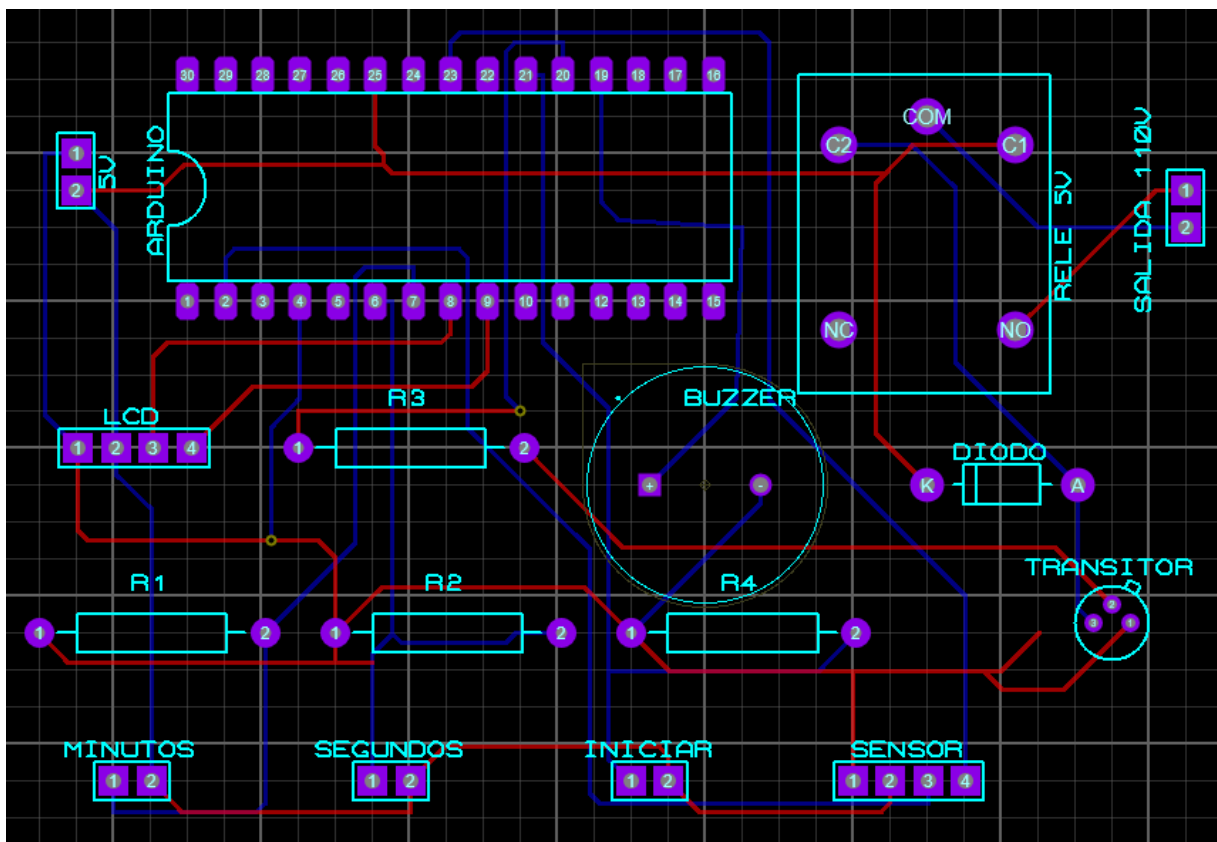 30 29 28 27 26 25 24 23 22 21 20 19 18 17 16
COM
C2 C1
1
2
5V
ARDUINO
RELE 5V
SALIDA 110V
1
2
1 2 3 4 5 6 7 8 9 10 11 12 13 14 15
NC NO
R3
BUZZER
LCD
1 2 3 4
1 2
+ -
DIODO
K A
TRANSITOR
2
3 1
R1 R2 R4
1 2 1 2 1 2
MINUTOS SEGUNDOS INICIAR SENSOR
1 2 1 2 1 2 1 2 3 4